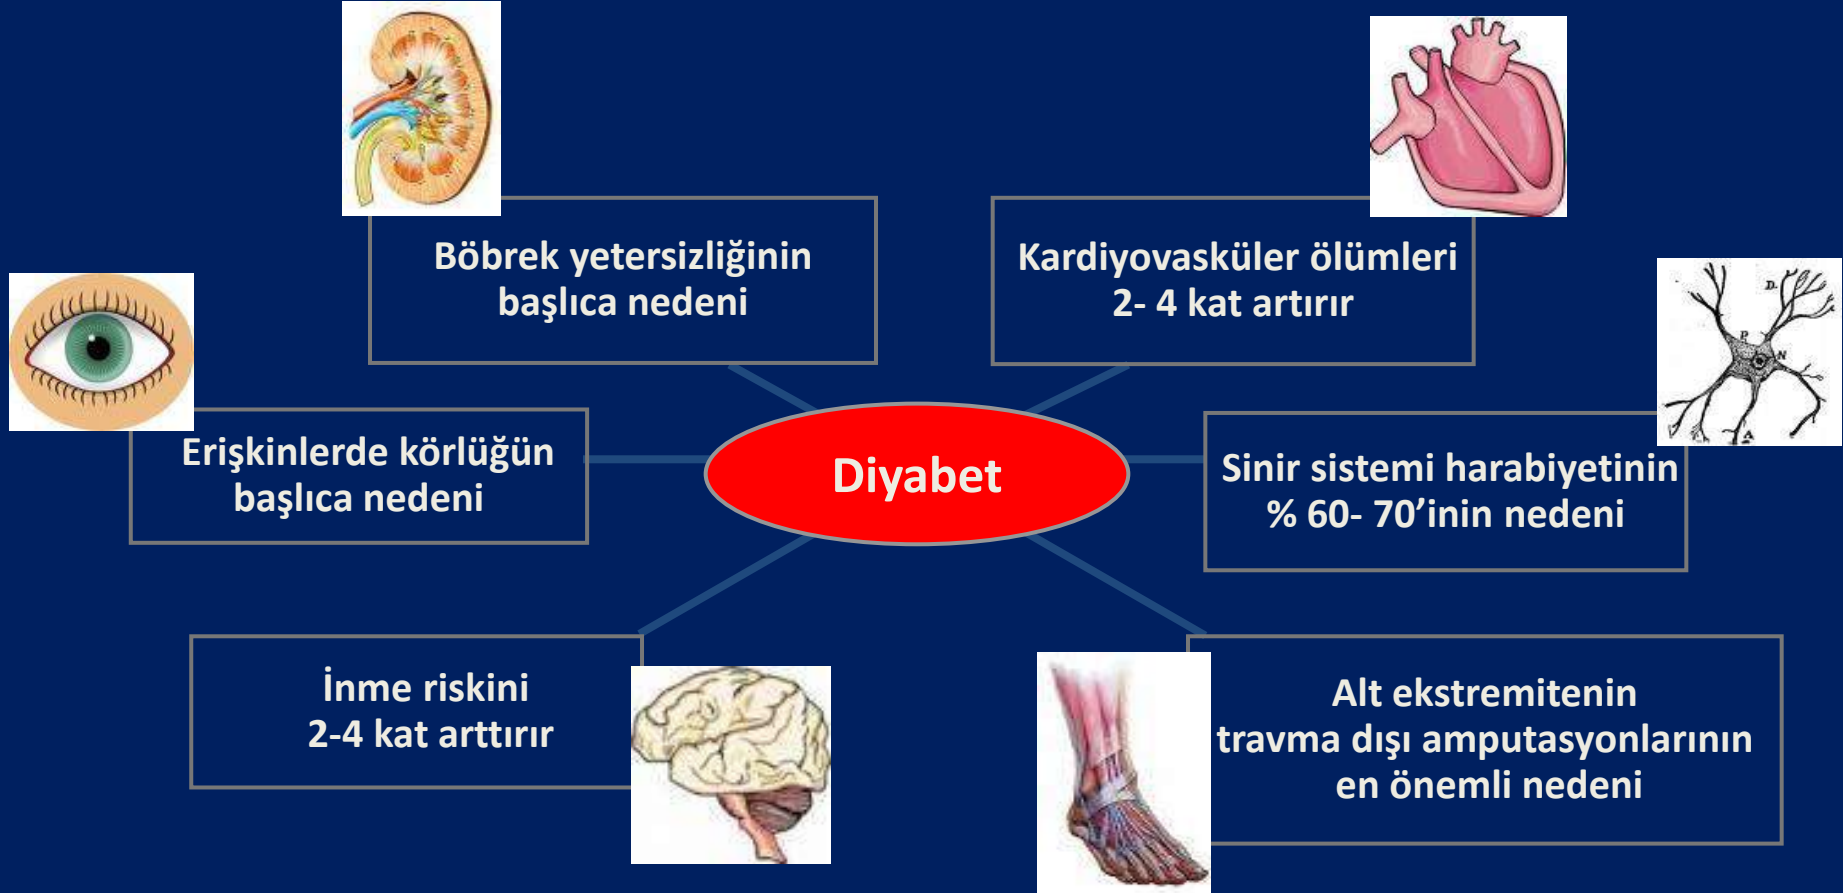 Böbrek yetersizliğinin
başlıca nedeni
Kardiyovasküler ölümleri
2- 4 kat artırır
Erişkinlerde körlüğün
başlıca nedeni
Diyabet
Sinir sistemi harabiyetinin
% 60- 70’inin nedeni
İnme riskini
2-4 kat arttırır
Alt ekstremitenin
travma dışı amputasyonlarının
en önemli nedeni
D.
P
N
A